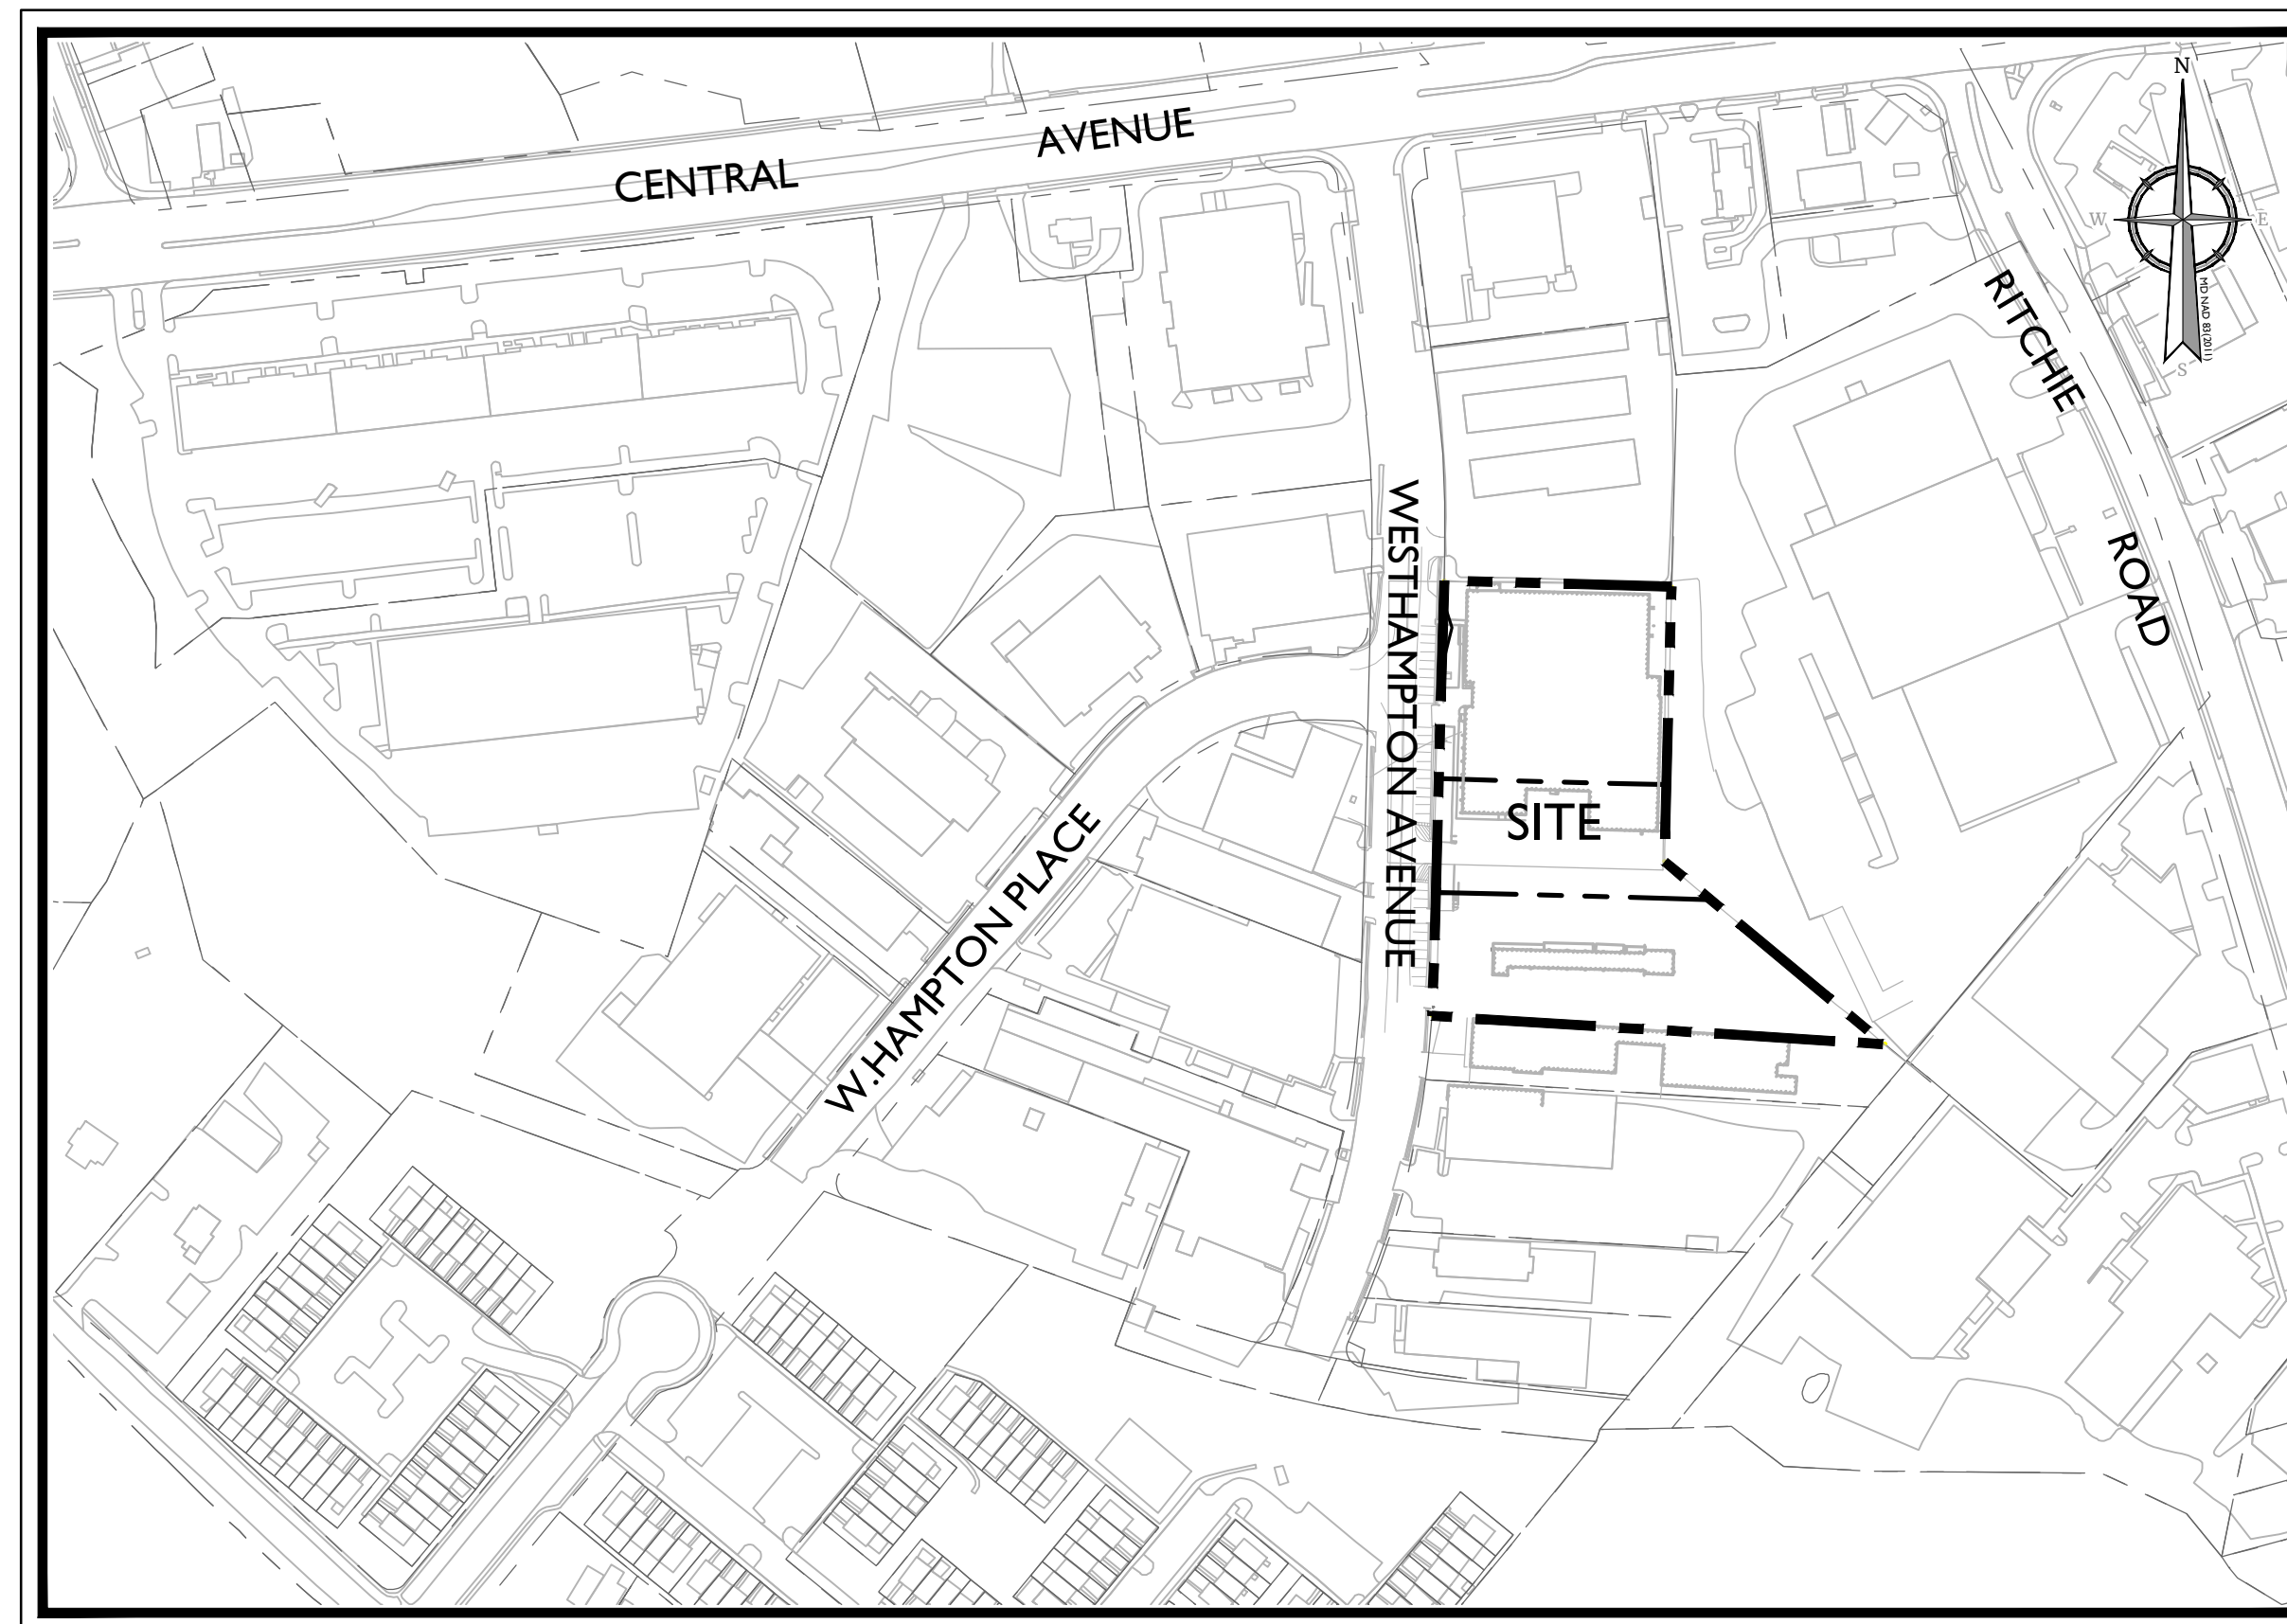 N
CENTRAL AVENUE
W
E
MD NAD 83(2011)
S
RITCHIE
ROAD
WESTHAMPTON AVENUE
SITE
W.HAMPTON PLACE